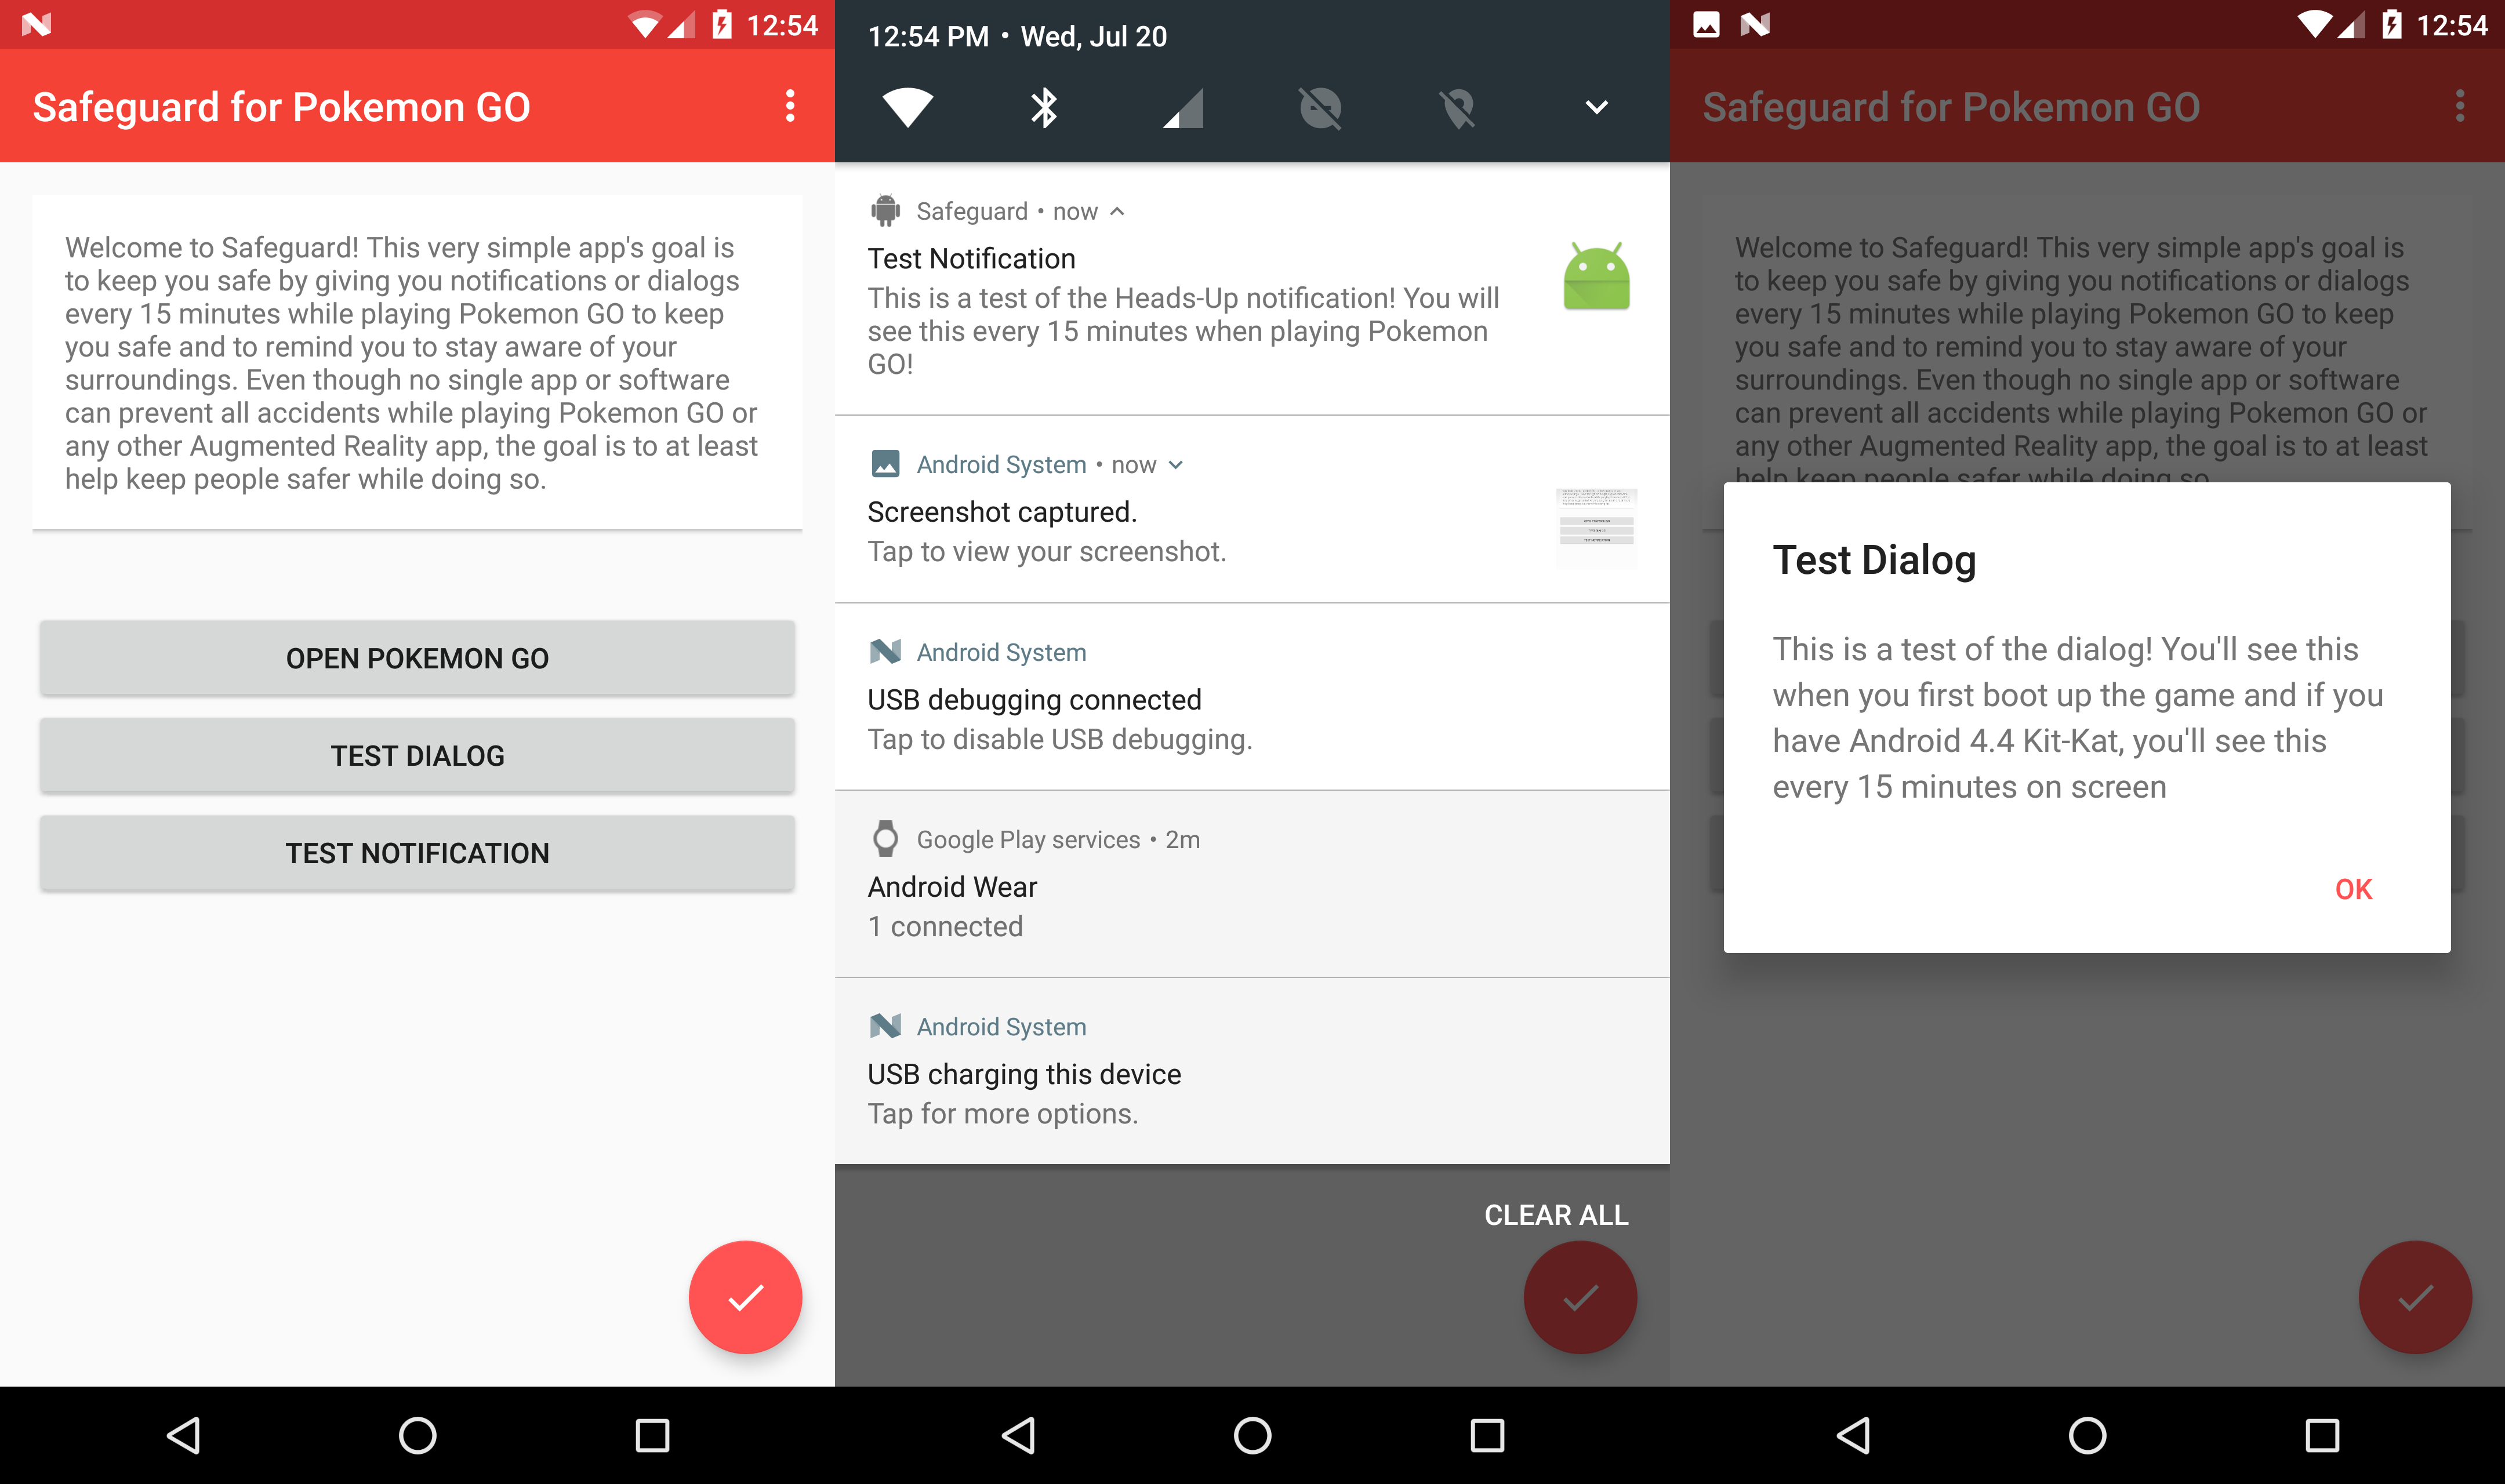 12:54
Safeguard for Pokemon GO
Welcome to Safeguard! This very simple app's goal is
to keep you safe by giving you notifications or dialogs
every 15 minutes while playing Pokemon GO to keep
you safe and to remind you to stay aware of your
surroundings. Even though no single app or software
can prevent all accidents while playing Pokemon GO or
any other Augmented Reality app, the goal is to at least
help keep people safer while doing so.
OPEN POKEMON GO
TEST DIALOG
TEST NOTIFICATION
12:54 PM • Wed, Jul 20
Safeguard • now
Test Notification
This is a test of the Heads-Up notification! You will
see this every 15 minutes when playing Pokemon
GO!
Android System • now
Screenshot captured.
Tap to view your screenshot.
Android System
USB debugging connected
Tap to disable USB debugging.
Google Play services • 2m
Android Wear
1 connected
Android System
USB charging this device
Tap for more options.
CLEAR ALL
12:54
Safeguard for Pokemon GO
Welcome to Safeguard! This very simple app's goal is
to keep you safe by giving you notifications or dialogs
every 15 minutes while playing Pokemon GO to keep
you safe and to remind you to stay aware of your
surroundings. Even though no single app or software
can prevent all accidents while playing Pokemon GO or
any other Augmented Reality app, the goal is to at least
help keep people safer while doing so
Test Dialog
This is a test of the dialog! You'll see this
when you first boot up the game and if you
have Android 4.4 Kit-Kat, you'll see this
every 15 minutes on screen
OK